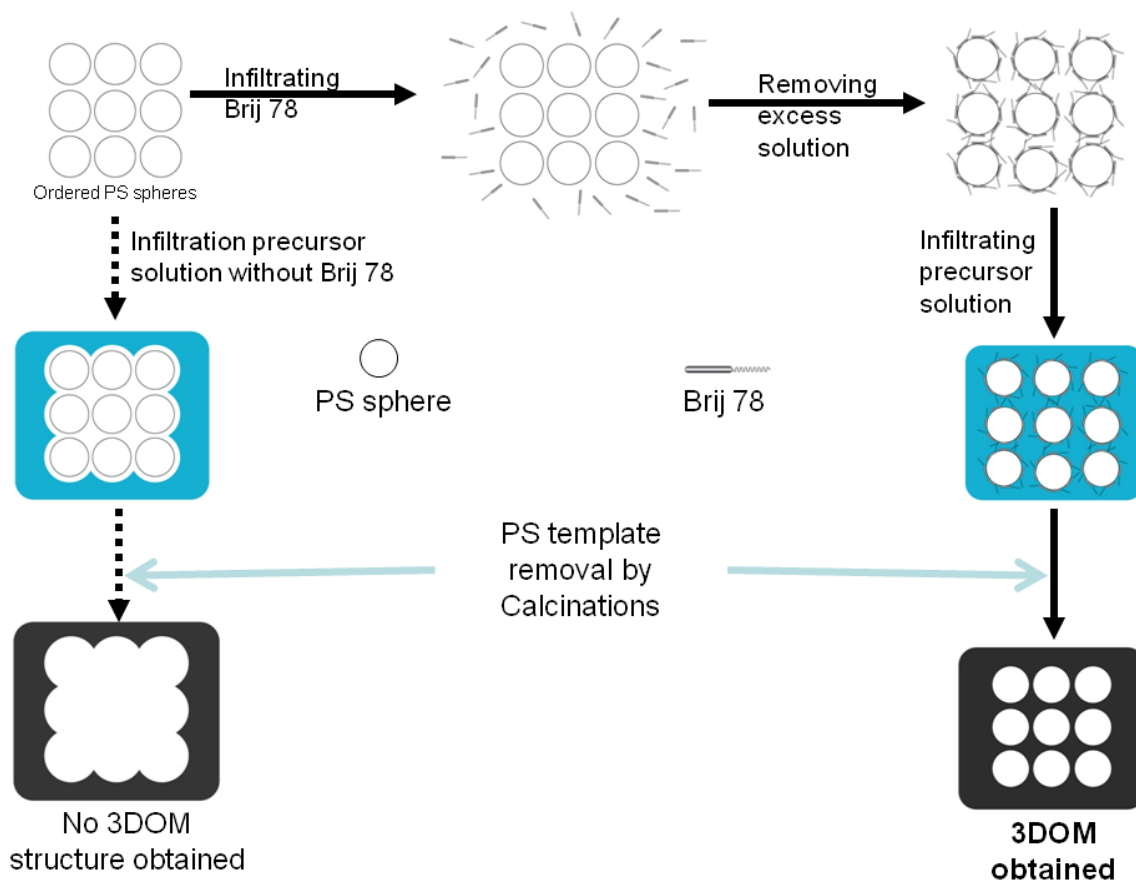 Infiltrating
Brij 78
Removing
excess
solution
Ordered PS spheres
Infiltration precursor
solution without Brij 78
Infiltrating
precursor
solution
PS sphere
Brij 78
PS template
removal by
Calcinations
No 3DOM
structure obtained
3DOM
obtained